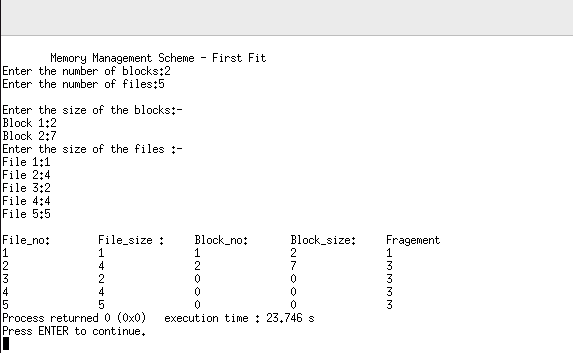 Memory Management Scheme - First Fit
Enter the number of blocks:2
Enter the number of files:5
Enter the size of the blocks:-
Block 1:2
Block 2:7
Enter the size of the files :-
File 1:1
File 2:4
File 3:2
File 4:4
File 5:5
File_no: File_size : Block_no: Block_size: Fragement
1 1 1 2 1
2 4 2 7 3
3 2 0 0 3
4 4 0 0 3
5 5 0 0 3
Process returned 0 (0x0) execution time : 23.746 s
Press ENTER to continue.